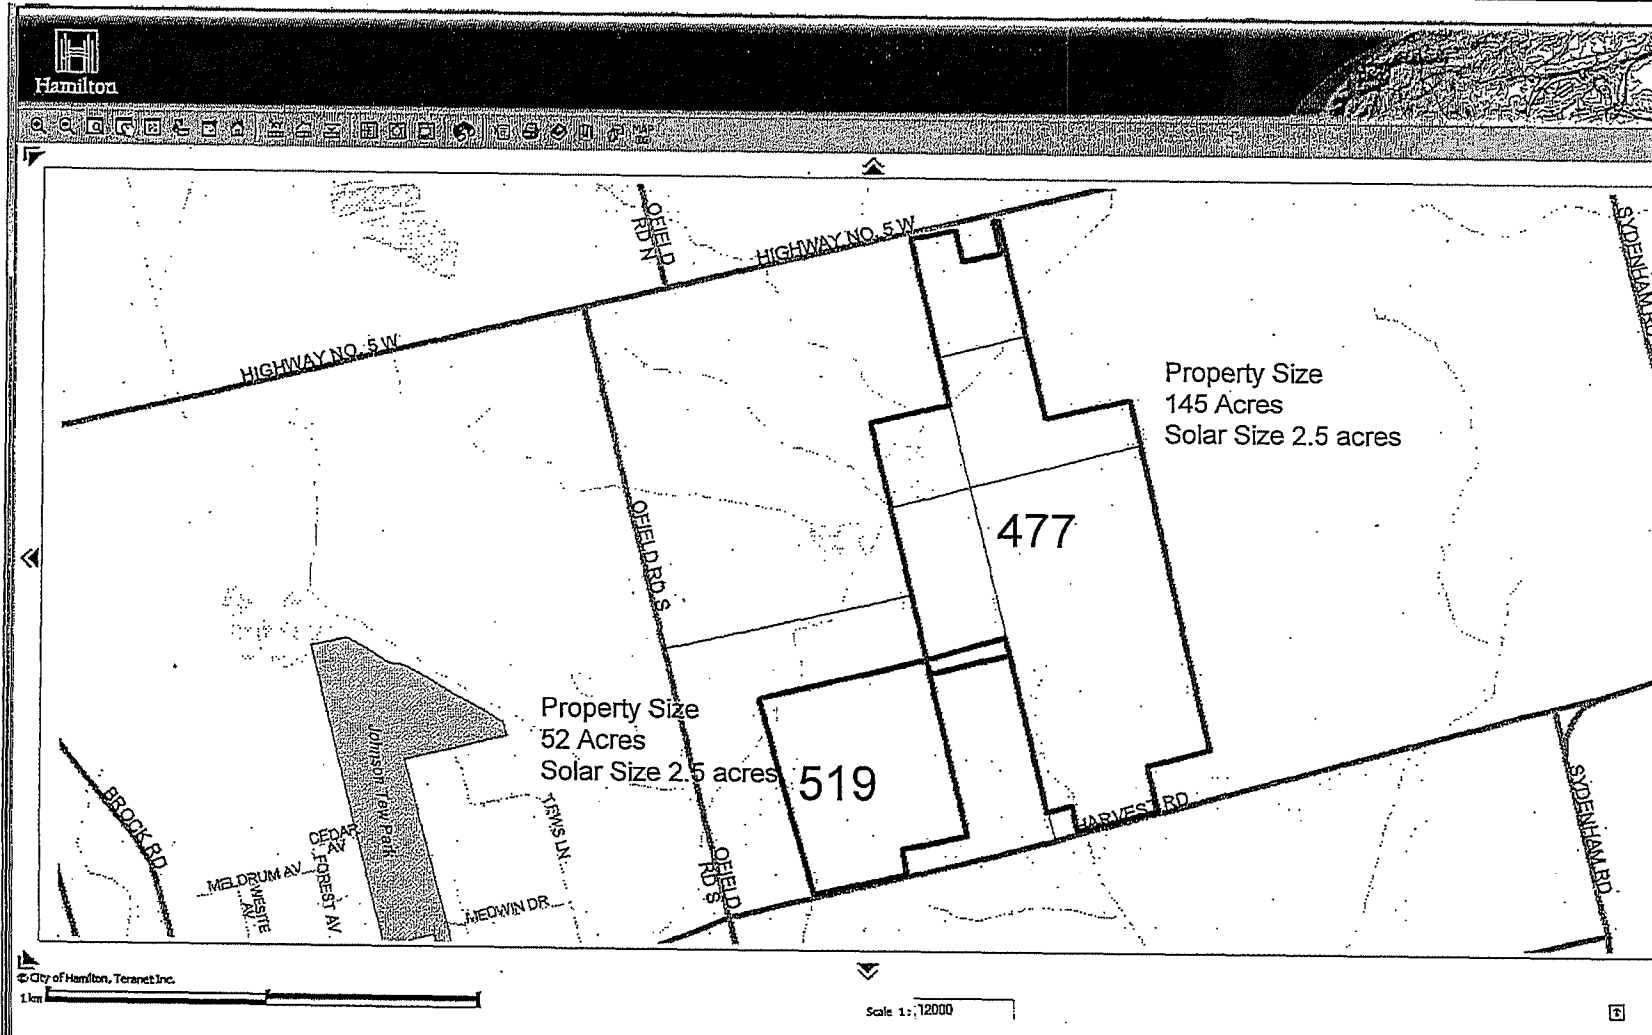 Hamilton
MAP
OFIELD
RD N
HIGHWAY NO. 5 W
HIGHWAY NO. 5 W
SYDENHAM RD
Property Size
145 Acres
Solar Size 2.5 acres
477
OFIELD RD S
Property Size
52 Acres
Solar Size 2.5 acres
519
Johnson Tew Park
BROCK RD
CEDAR
AV
TEWS LN
HARVEST RD
SYDENHAM RD
MELDRUM AV
WESITE
AV
FOREST AV
OFIELD
RD S
MEDWIN DR
© City of Hamilton, Teranet Inc.
1 km
Scale 1: 12000